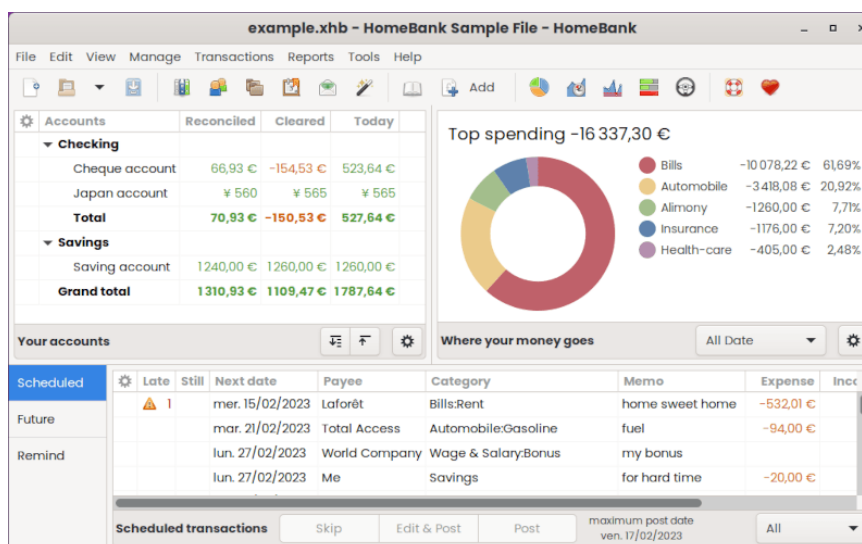 example.xhb - HomeBank Sample File - HomeBank
File Edit View Manage Transactions Reports Tools Help
Add
Accounts Reconciled Cleared Today
Checking
Cheque account 66,93 € -154,53 € 523,64 €
Japan account ¥ 560 ¥ 565 ¥ 565
Total 70,93 € -150,53 € 527,64 €
Savings
Saving account 1240,00 € 1260,00 € 1260,00 €
Grand total 1310,93 € 1109,47 € 1787,64 €
Your accounts
Top spending -16 337,30 €
Bills -10 078,22 € 61,69%
Automobile -3 418,08 € 20,92%
Alimony -1260,00 € 7,71%
Insurance -1176,00 € 7,20%
Health-care -405,00 € 2,48%
Where your money goes All Date
Scheduled
Future
Remind
Late Still Next date Payee Category Memo Expense
1 mer. 15/02/2023 Laforêt Bills:Rent home sweet home -532,01 €
mar. 21/02/2023 Total Access Automobile:Gasoline fuel -94,00 €
lun. 27/02/2023 World Company Wage & Salary:Bonus my bonus
lun. 27/02/2023 Me Savings for hard time -20,00 €
Scheduled transactions Skip Edit & Post Post maximum post date All
ven. 17/02/2023